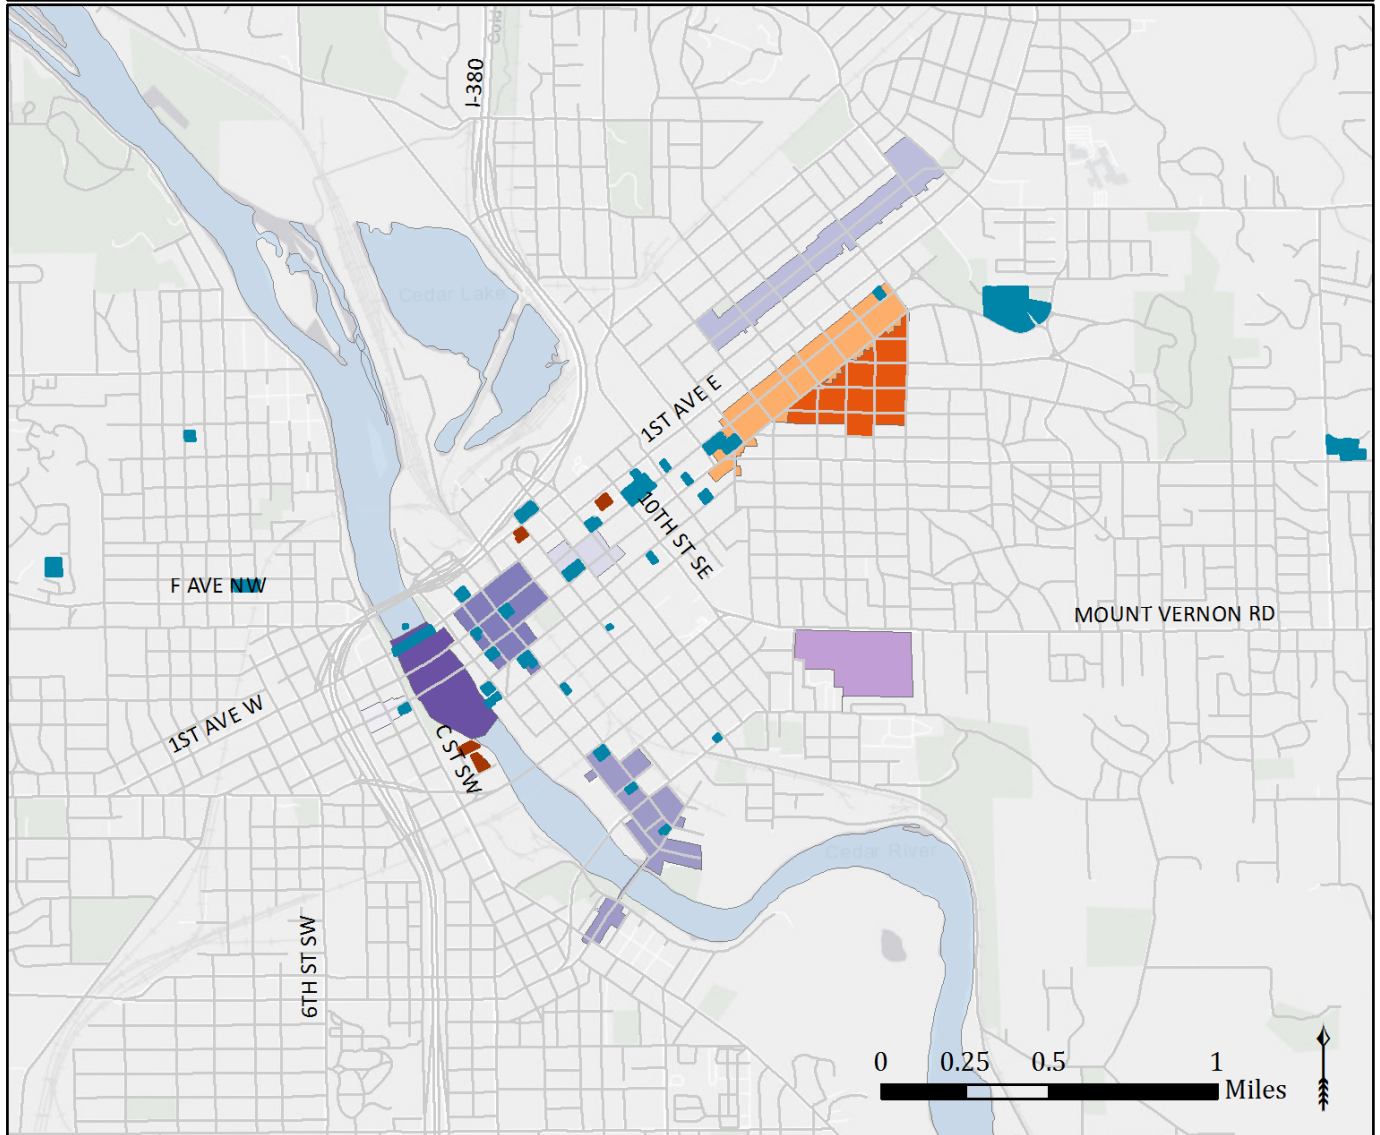 I-380
Cedar Lake
1ST AVE E
10TH ST SE
F AVE NW
MOUNT VERNON RD
1ST AVE W
C ST SW
Cedar River
6TH ST SW
0 0.25 0.5 1
Miles